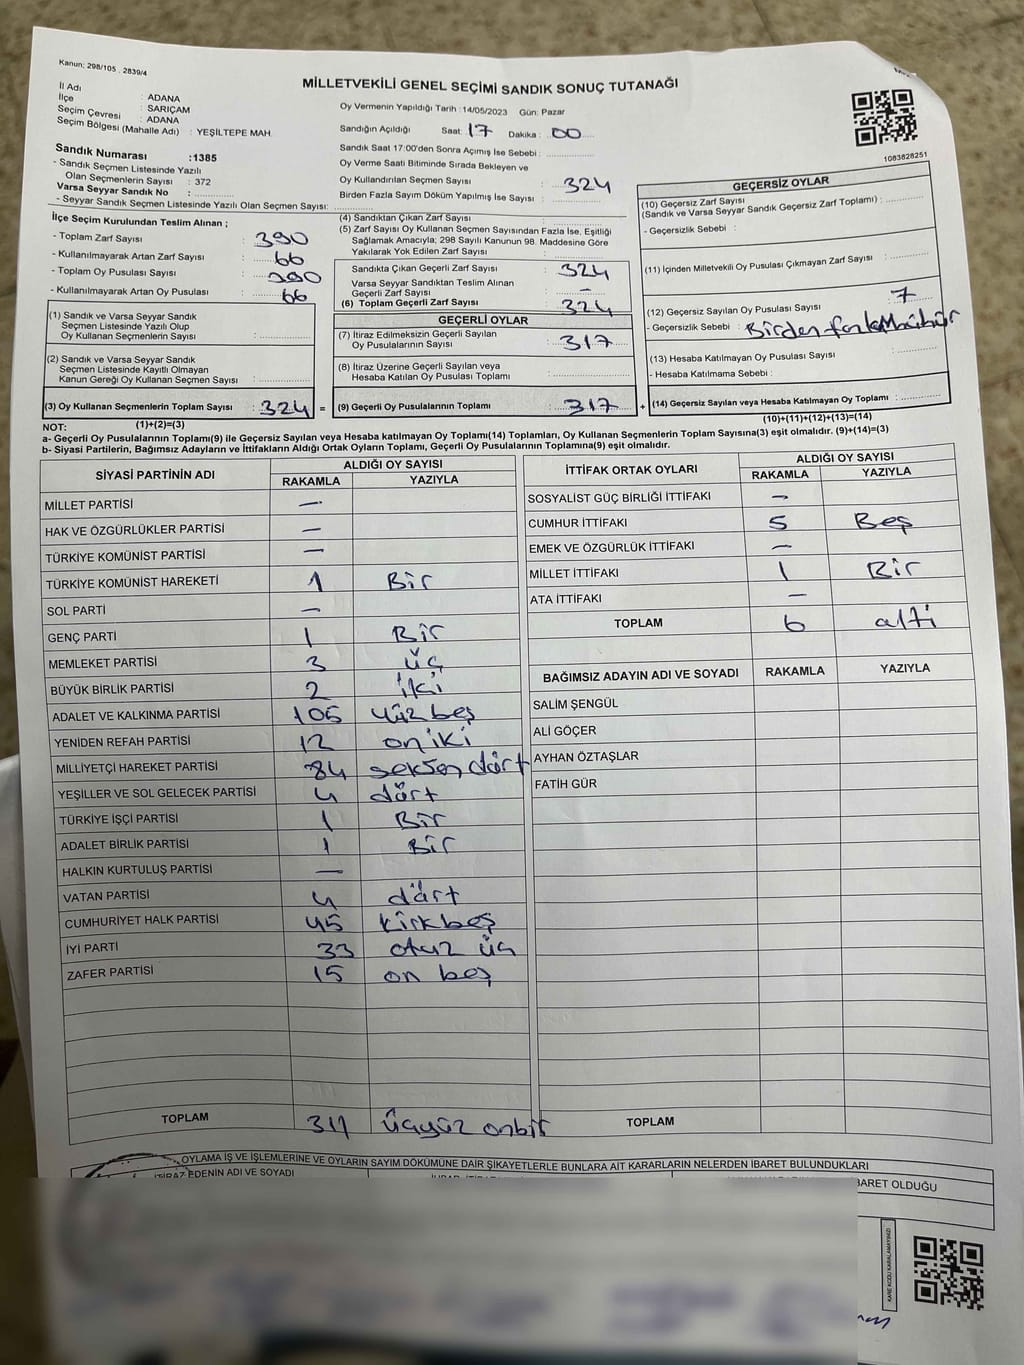 Kanun: 298/105 . 2839/4
MİLLETVEKİLİ GENEL SEÇİMİ SANDIK SONUÇ TUTANAĞI
İl Adı : ADANA
İlçe : SARIÇAM
Seçim Çevresi : ADANA
Seçim Bölgesi (Mahalle Adı) : YEŞİLTEPE MAH.
Sandık Numarası :1385
- Sandık Seçmen Listesinde Yazılı
Olan Seçmenlerin Sayısı : 372
Varsa Seyyar Sandık No :
- Seyyar Sandık Seçmen Listesinde Yazılı Olan Seçmen Sayısı:
Oy Vermenin Yapıldığı Tarih :14/05/2023 Gün: Pazar
Sandığın Açıldığı Saat: 17 Dakika : 00
Sandık Saat 17:00'den Sonra Açımış İse Sebebi :
Oy Verme Saati Bitiminde Sırada Bekleyen ve
Oy Kullandırılan Seçmen Sayısı : 324
Birden Fazla Sayım Döküm Yapılmış İse Sayısı :
1083828251
İlçe Seçim Kurulundan Teslim Alınan ;
- Toplam Zarf Sayısı : 390
- Kullanılmayarak Artan Zarf Sayısı : 66
- Toplam Oy Pusulası Sayısı : 390
- Kullanılmayarak Artan Oy Pusulası : 66
(1) Sandık ve Varsa Seyyar Sandık
Seçmen Listesinde Yazılı Olup
Oy Kullanan Seçmenlerin Sayısı :
(2) Sandık ve Varsa Seyyar Sandık
Seçmen Listesinde Kayıtlı Olmayan
Kanun Gereği Oy Kullanan Seçmen Sayısı :
(3) Oy Kullanan Seçmenlerin Toplam Sayısı : 324 =
(1)+(2)=(3)
(4) Sandıktan Çıkan Zarf Sayısı :
(5) Zarf Sayısı Oy Kullanan Seçmen Sayısından Fazla İse, Eşitliği
Sağlamak Amacıyla; 298 Sayılı Kanunun 98. Maddesine Göre
Yakılarak Yok Edilen Zarf Sayısı :
Sandıkta Çıkan Geçerli Zarf Sayısı : 324
Varsa Seyyar Sandıktan Teslim Alınan
Geçerli Zarf Sayısı : –
(6) Toplam Geçerli Zarf Sayısı : 324
GEÇERLİ OYLAR
(7) İtiraz Edilmeksizin Geçerli Sayılan
Oy Pusulalarının Sayısı : 317
(8) İtiraz Üzerine Geçerli Sayılan veya
Hesaba Katılan Oy Pusulası Toplamı :
(9) Geçerli Oy Pusulalarının Toplamı : 317 +
GEÇERSİZ OYLAR
(10) Geçersiz Zarf Sayısı
(Sandık ve Varsa Seyyar Sandık Geçersiz Zarf Toplamı) :
- Geçersizlik Sebebi :
(11) İçinden Milletvekili Oy Pusulası Çıkmayan Zarf Sayısı :
(12) Geçersiz Sayılan Oy Pusulası Sayısı : 7
- Geçersizlik Sebebi : Birden fazla Mühür
(13) Hesaba Katılmayan Oy Pusulası Sayısı :
- Hesaba Katılmama Sebebi :
(14) Geçersiz Sayılan veya Hesaba Katılmayan Oy Toplamı :
(10)+(11)+(12)+(13)=(14)
NOT:
a- Geçerli Oy Pusulalarının Toplamı(9) ile Geçersiz Sayılan veya Hesaba katılmayan Oy Toplamı(14) Toplamları, Oy Kullanan Seçmenlerin Toplam Sayısına(3) eşit olmalıdır. (9)+(14)=(3)
b- Siyasi Partilerin, Bağımsız Adayların ve İttifakların Aldığı Ortak Oyların Toplamı, Geçerli Oy Pusulalarının Toplamına(9) eşit olmalıdır.
SİYASİ PARTİNİN ADI ALDIĞI OY SAYISI
RAKAMLA YAZIYLA
MİLLET PARTİSİ –
HAK VE ÖZGÜRLÜKLER PARTİSİ –
TÜRKİYE KOMÜNİST PARTİSİ –
TÜRKİYE KOMÜNİST HAREKETİ 1 Bir
SOL PARTİ –
GENÇ PARTİ 1 Bir
MEMLEKET PARTİSİ 3 üç
BÜYÜK BİRLİK PARTİSİ 2 iki
ADALET VE KALKINMA PARTİSİ 105 yüz beş
YENİDEN REFAH PARTİSİ 12 on iki
MİLLİYETÇİ HAREKET PARTİSİ 84 seksen dört
YEŞİLLER VE SOL GELECEK PARTİSİ 4 dört
TÜRKİYE İŞÇİ PARTİSİ 1 Bir
ADALET BİRLİK PARTİSİ 1 Bir
HALKIN KURTULUŞ PARTİSİ –
VATAN PARTİSİ 4 dört
CUMHURİYET HALK PARTİSİ 45 kırk beş
İYİ PARTİ 33 otuz üç
ZAFER PARTİSİ 15 on beş
TOPLAM 311 üçyüz onbir
İTTİFAK ORTAK OYLARI ALDIĞI OY SAYISI
RAKAMLA YAZIYLA
SOSYALİST GÜÇ BİRLİĞİ İTTİFAKI –
CUMHUR İTTİFAKI 5 Beş
EMEK VE ÖZGÜRLÜK İTTİFAKI –
MİLLET İTTİFAKI 1 Bir
ATA İTTİFAKI –
TOPLAM 6 altı
BAĞIMSIZ ADAYIN ADI VE SOYADI RAKAMLA YAZIYLA
SALİM ŞENGÜL
ALİ GÖÇER
AYHAN ÖZTAŞLAR
FATİH GÜR
TOPLAM
OYLAMA İŞ VE İŞLEMLERİNE VE OYLARIN SAYIM DÖKÜMÜNE DAİR ŞİKAYETLERLE BUNLARA AİT KARARLARIN NELERDEN İBARET BULUNDUKLARI
İTİRAZ EDENİN ADI VE SOYADI
İBARET OLDUĞU
KARE KODU KARALAMAYINIZ!